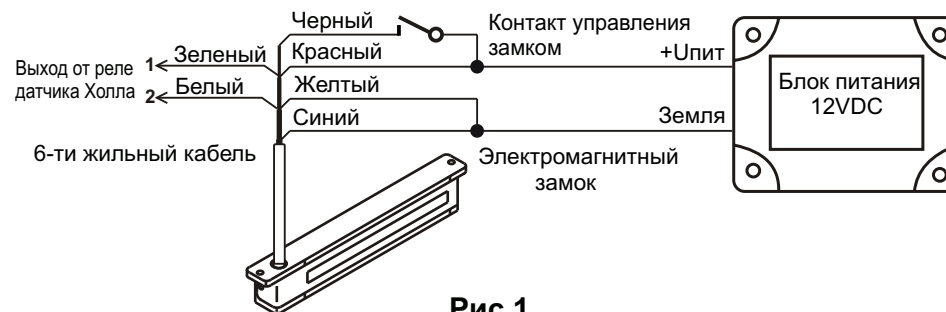 Черный
Контакт управления
замком
Зеленый
Красный
+Uпит
Выход от реле
датчика Холла
1
2
Белый
Желтый
Блок питания
12VDC
Синий
Земля
6-ти жильный кабель
Электромагнитный
замок
Рис.1